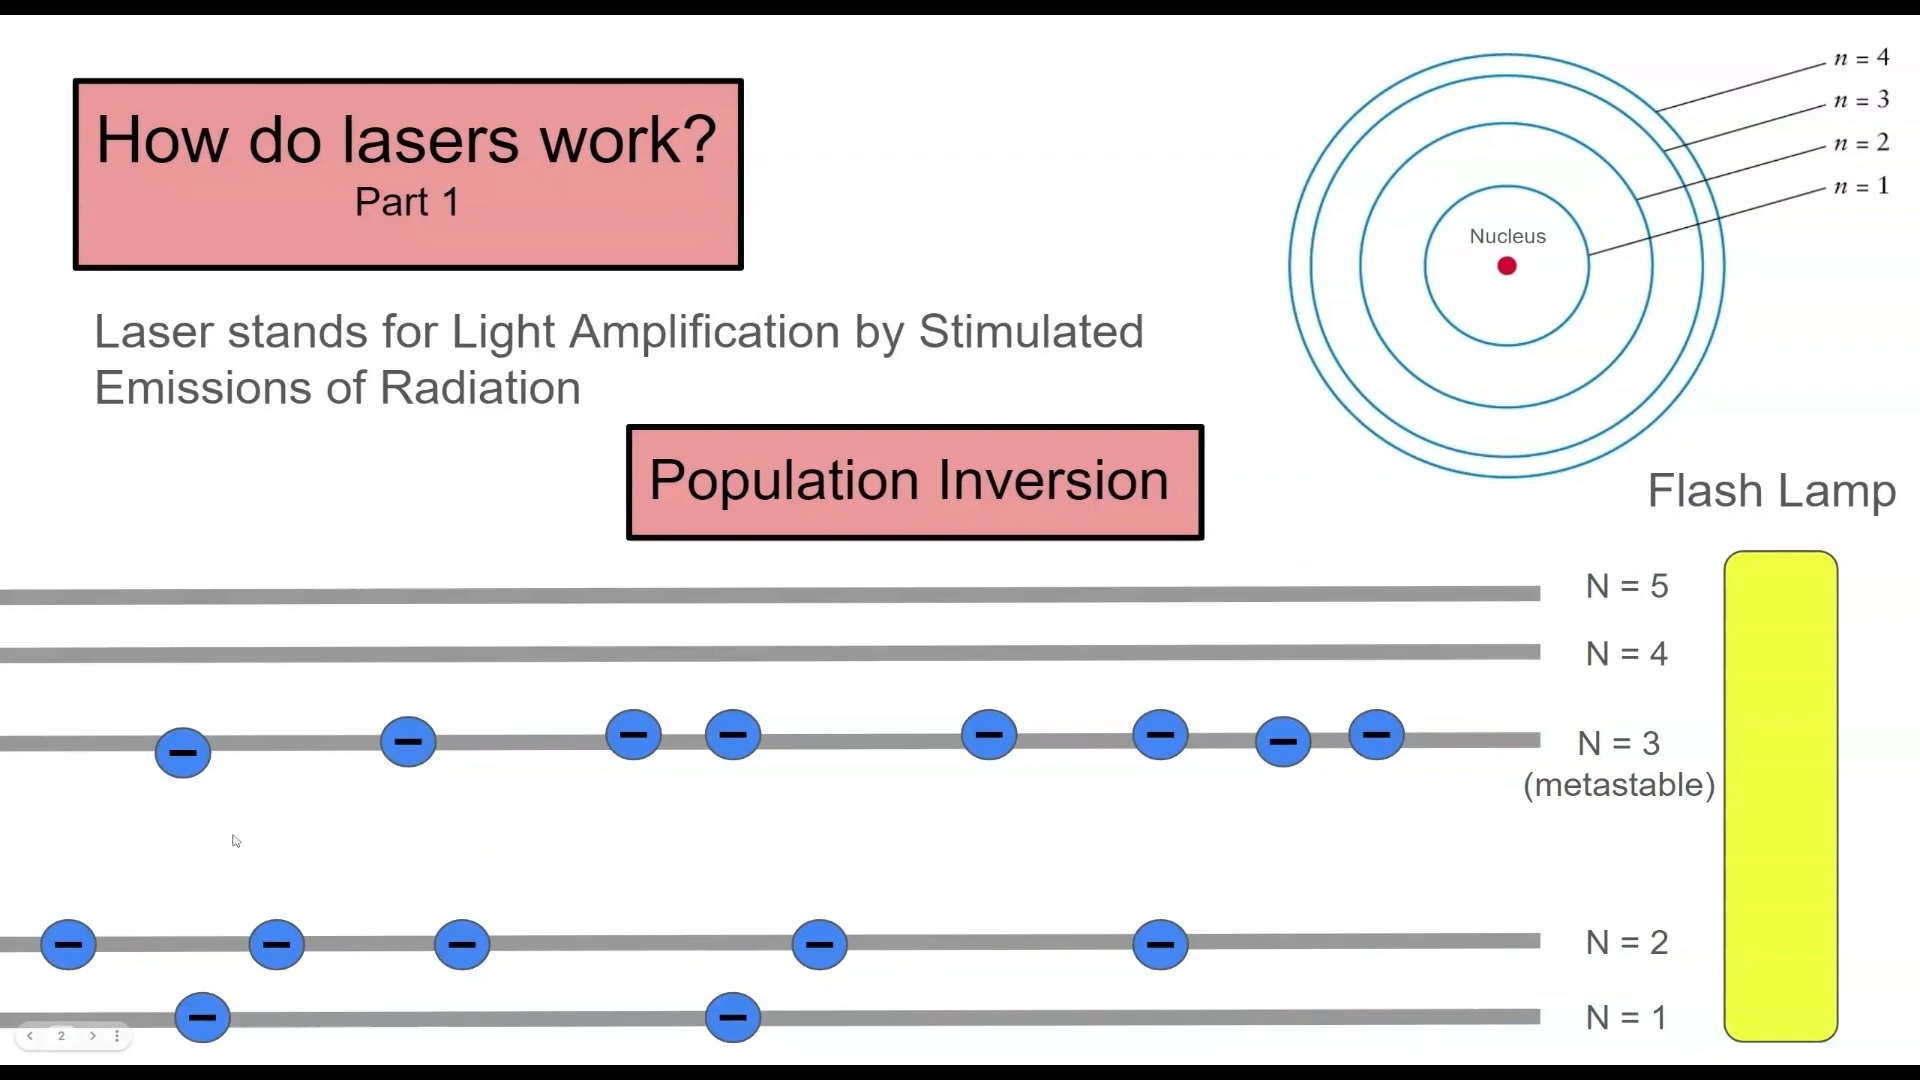 How do lasers work?
Part 1
n = 4
n = 3
n = 2
n = 1
Nucleus
Laser stands for Light Amplification by Stimulated
Emissions of Radiation
Population Inversion
Flash Lamp
N = 5
N = 4
N = 3
(metastable)
N = 2
N = 1
2